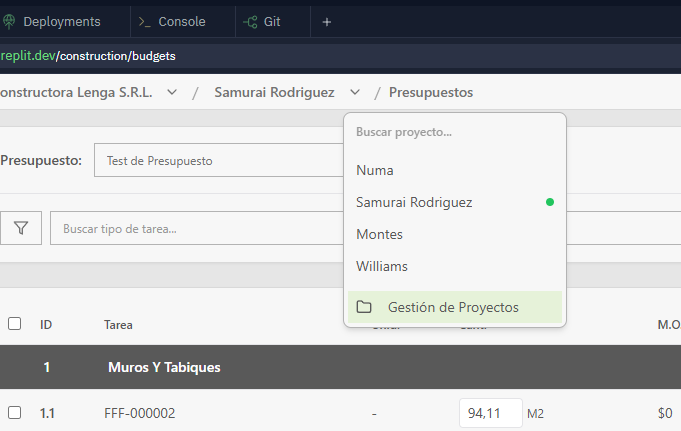 Deployments >_ Console Git +
replit.dev/construction/budgets
onstructora Lenga S.R.L. / Samurai Rodriguez / Presupuestos
Buscar proyecto...
Presupuesto: Test de Presupuesto
Numa
Samurai Rodriguez
Buscar tipo de tarea...
Montes
Williams
Gestión de Proyectos
ID Tarea M.O
1 Muros Y Tabiques
1.1 FFF-000002 - 94,11 M2 $0